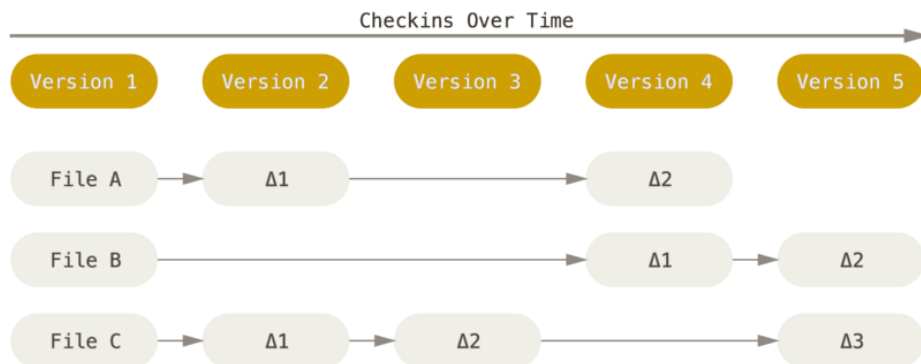 Checkins Over Time
Version 1 Version 2 Version 3 Version 4 Version 5
File A Δ1 Δ2
File B Δ1 Δ2
File C Δ1 Δ2 Δ3